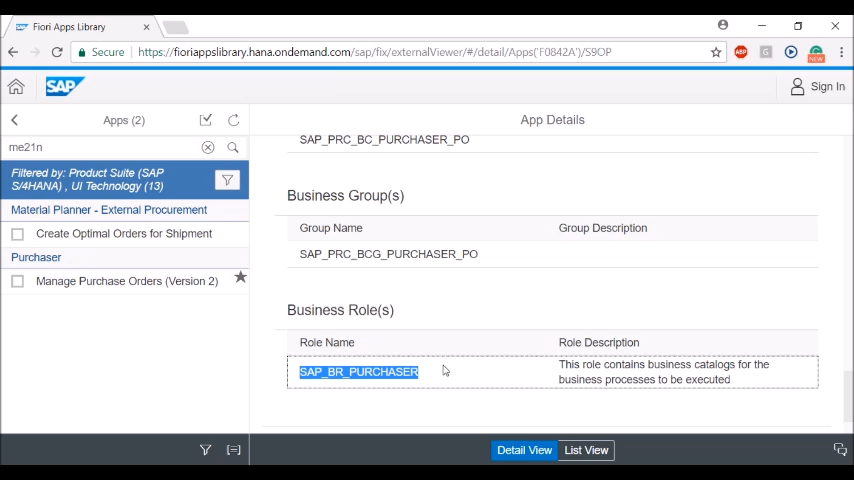 Fiori Apps Library
Secure
https://fioriappslibrary.hana.ondemand.com/sap/fix/externalViewer/#/detail/Apps('F0842A')/S9OP
ABP
G
NEW
SAP
Sign In
Apps (2)
App Details
me21n
Filtered by: Product Suite (SAP
S/4HANA) , UI Technology (13)
Material Planner - External Procurement
Create Optimal Orders for Shipment
Purchaser
Manage Purchase Orders (Version 2)
SAP_PRC_BC_PURCHASER_PO
Business Group(s)
Group Name Group Description
SAP_PRC_BCG_PURCHASER_PO
Business Role(s)
Role Name Role Description
SAP_BR_PURCHASER This role contains business catalogs for the
business processes to be executed
Detail View List View